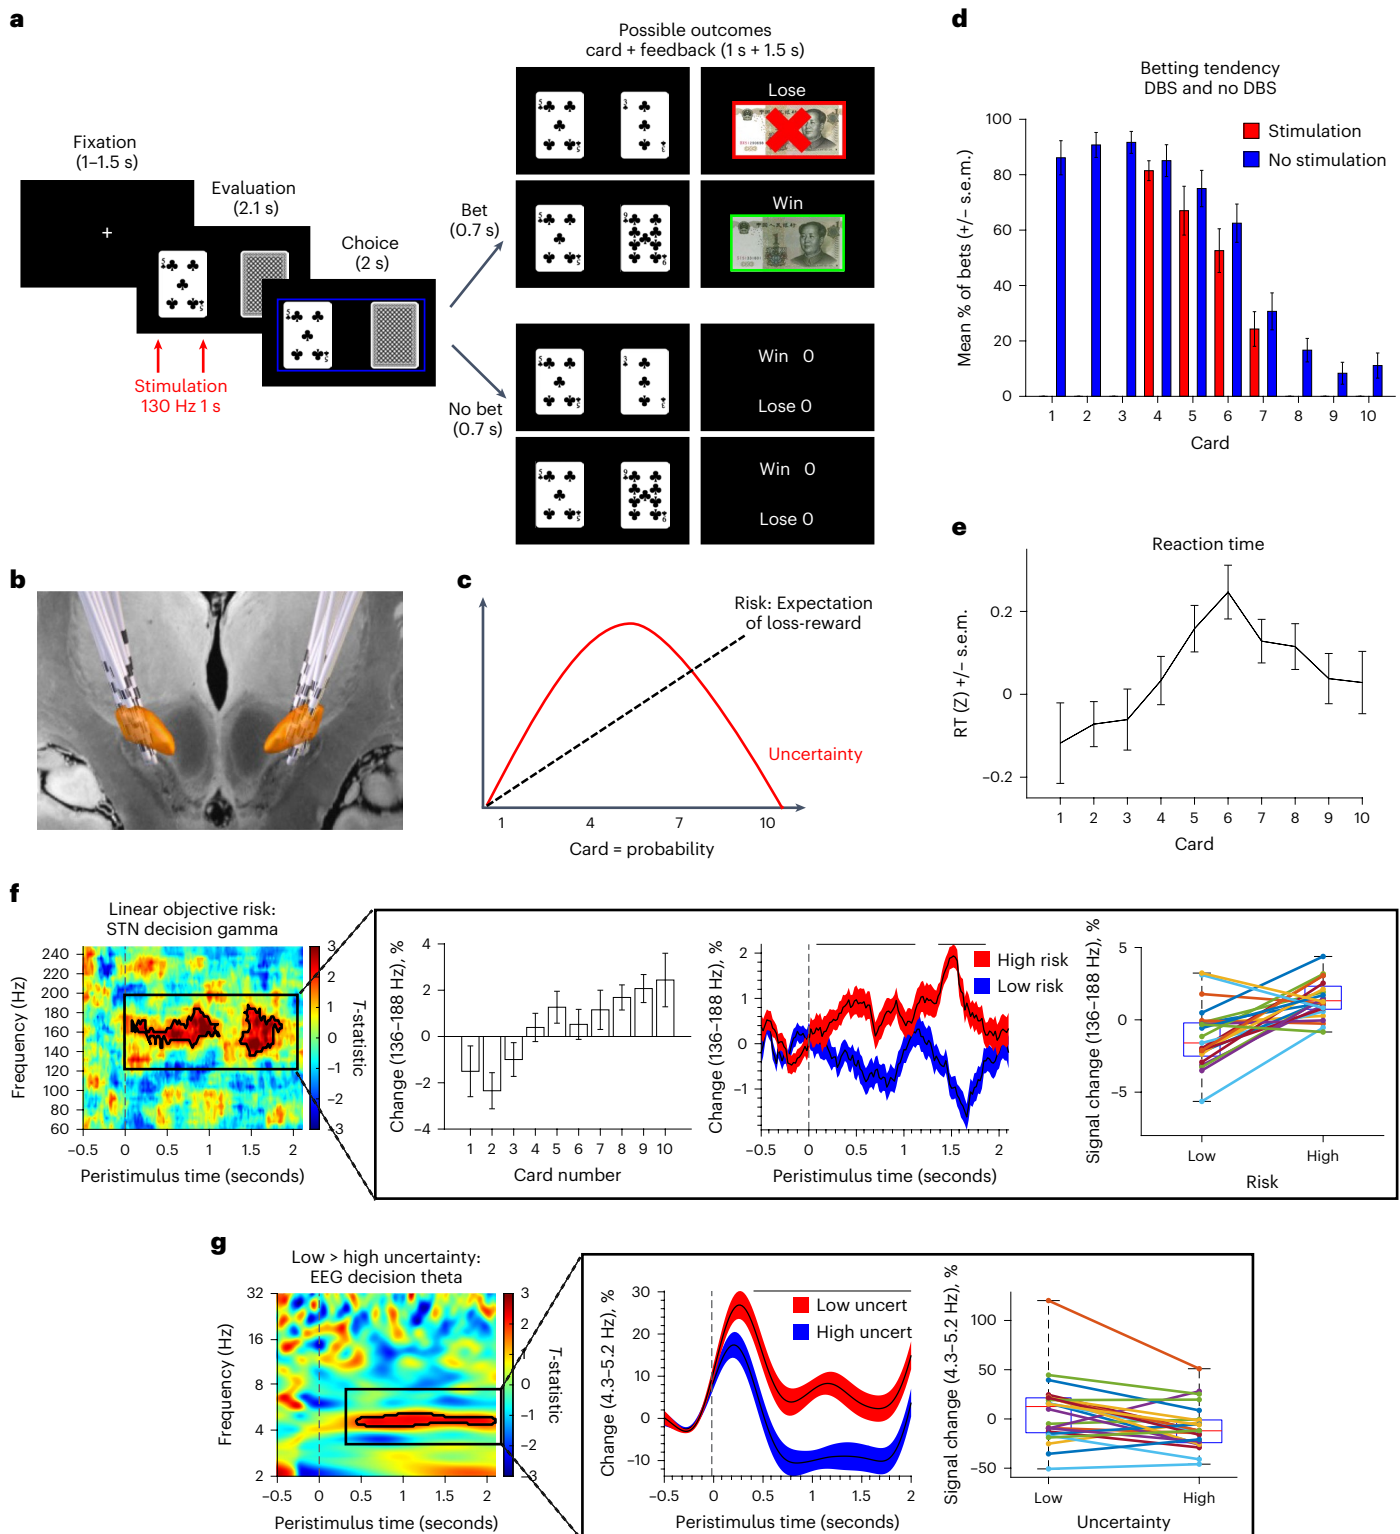 a
Possible outcomes
card + feedback (1 s + 1.5 s)
Fixation
(1–1.5 s)
Evaluation
(2.1 s)
Choice
(2 s)
Stimulation
130 Hz 1 s
Bet
(0.7 s)
No bet
(0.7 s)
Lose
Win
Win 0
Lose 0
Win 0
Lose 0
b
c
Risk: Expectation
of loss-reward
Uncertainty
1 4 7 10
Card = probability
d
Betting tendency
DBS and no DBS
Stimulation
No stimulation
Mean % of bets (+/– s.e.m.)
100
80
60
40
20
0
1 2 3 4 5 6 7 8 9 10
Card
e
Reaction time
RT (Z) +/– s.e.m.
0.2
0
–0.2
1 2 3 4 5 6 7 8 9 10
Card
f
Linear objective risk:
STN decision gamma
Frequency (Hz)
240
220
200
180
160
140
120
100
80
60
–0.5 0 0.5 1 1.5 2
Peristimulus time (seconds)
3
2
1
0
–1
–2
–3
T-statistic
Change (136–188 Hz), %
4
2
0
–2
–4
1 2 3 4 5 6 7 8 9 10
Card number
Change (136–188 Hz), %
2
1
0
–1
High risk
Low risk
–0.5 0 0.5 1 1.5 2
Peristimulus time (seconds)
Signal change (136–188 Hz), %
5
0
–5
Low High
Risk
g
Low > high uncertainty:
EEG decision theta
Frequency (Hz)
32
16
8
4
2
–0.5 0 0.5 1 1.5 2
Peristimulus time (seconds)
3
2
1
0
–1
–2
–3
T-statistic
Change (4.3–5.2 Hz), %
30
20
10
0
–10
Low uncert
High uncert
–0.5 0 0.5 1 1.5 2
Peristimulus time (seconds)
Signal change (4.3–5.2 Hz), %
100
50
0
–50
Low High
Uncertainty